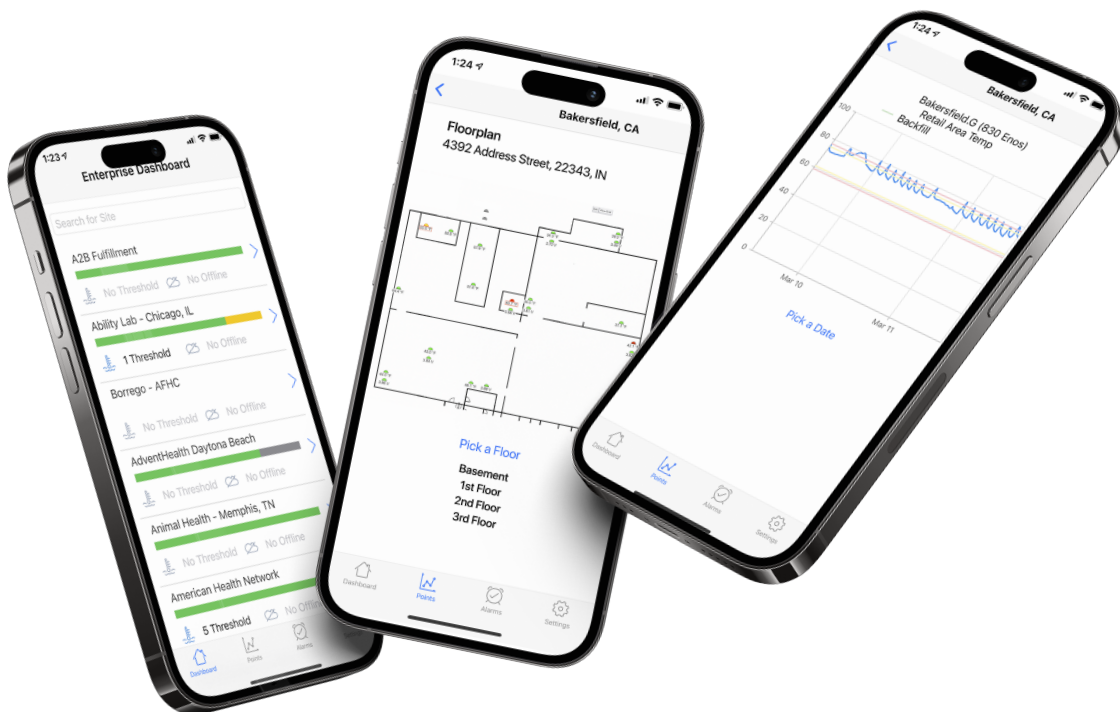 1:23
Enterprise Dashboard
Search for Site
A2B Fulfillment
No Threshold No Offline
Ability Lab - Chicago, IL
1 Threshold No Offline
Borrego - AFHC
No Threshold No Offline
AdventHealth Daytona Beach
No Threshold No Offline
Animal Health - Memphis, TN
No Threshold No Offline
American Health Network
5 Threshold No Offline
Dashboard Points Alarms
1:24
Bakersfield, CA
Floorplan
4392 Address Street, 22343, IN
Pick a Floor
Basement
1st Floor
2nd Floor
3rd Floor
Dashboard Points Alarms Settings
1:24
Bakersfield, CA
Bakersfield.G (830 Enos)
Retail Area Temp
Backfill
100
80
60
40
20
0
Mar 10
Mar 11
Pick a Date
Dashboard Points Alarms Settings